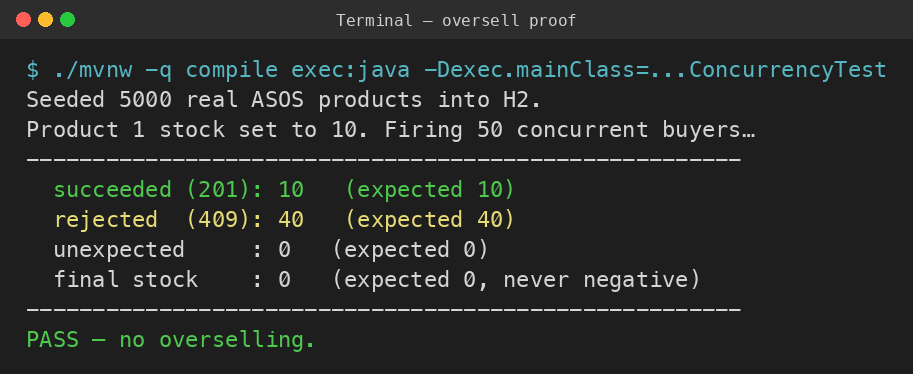 Terminal — oversell proof
$ ./mvnw -q compile exec:java -Dexec.mainClass=...ConcurrencyTest
Seeded 5000 real ASOS products into H2.
Product 1 stock set to 10. Firing 50 concurrent buyers…
──────────────────────────────────────────────────────
succeeded (201): 10   (expected 10)
rejected  (409): 40   (expected 40)
unexpected     : 0   (expected 0)
final stock    : 0   (expected 0, never negative)
──────────────────────────────────────────────────────
PASS — no overselling.